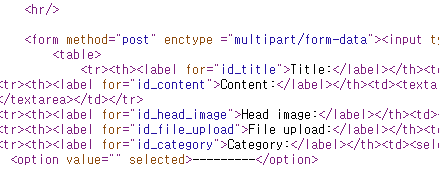 <hr/>
<form method="post" enctype ="multipart/form-data"><input ty
<table>
<tr><th><label for="id_title">Title:</label></th><t
<tr><th><label for="id_content">Content:</label></th><td><texta
</textarea></td></tr>
tr><th><label for="id_head_image">Head image:</label></th><td>
tr><th><label for="id_file_upload">File upload:</label></th><td
tr><th><label for="id_category">Category:</label></th><td><selec
<option value="" selected>---------</option>